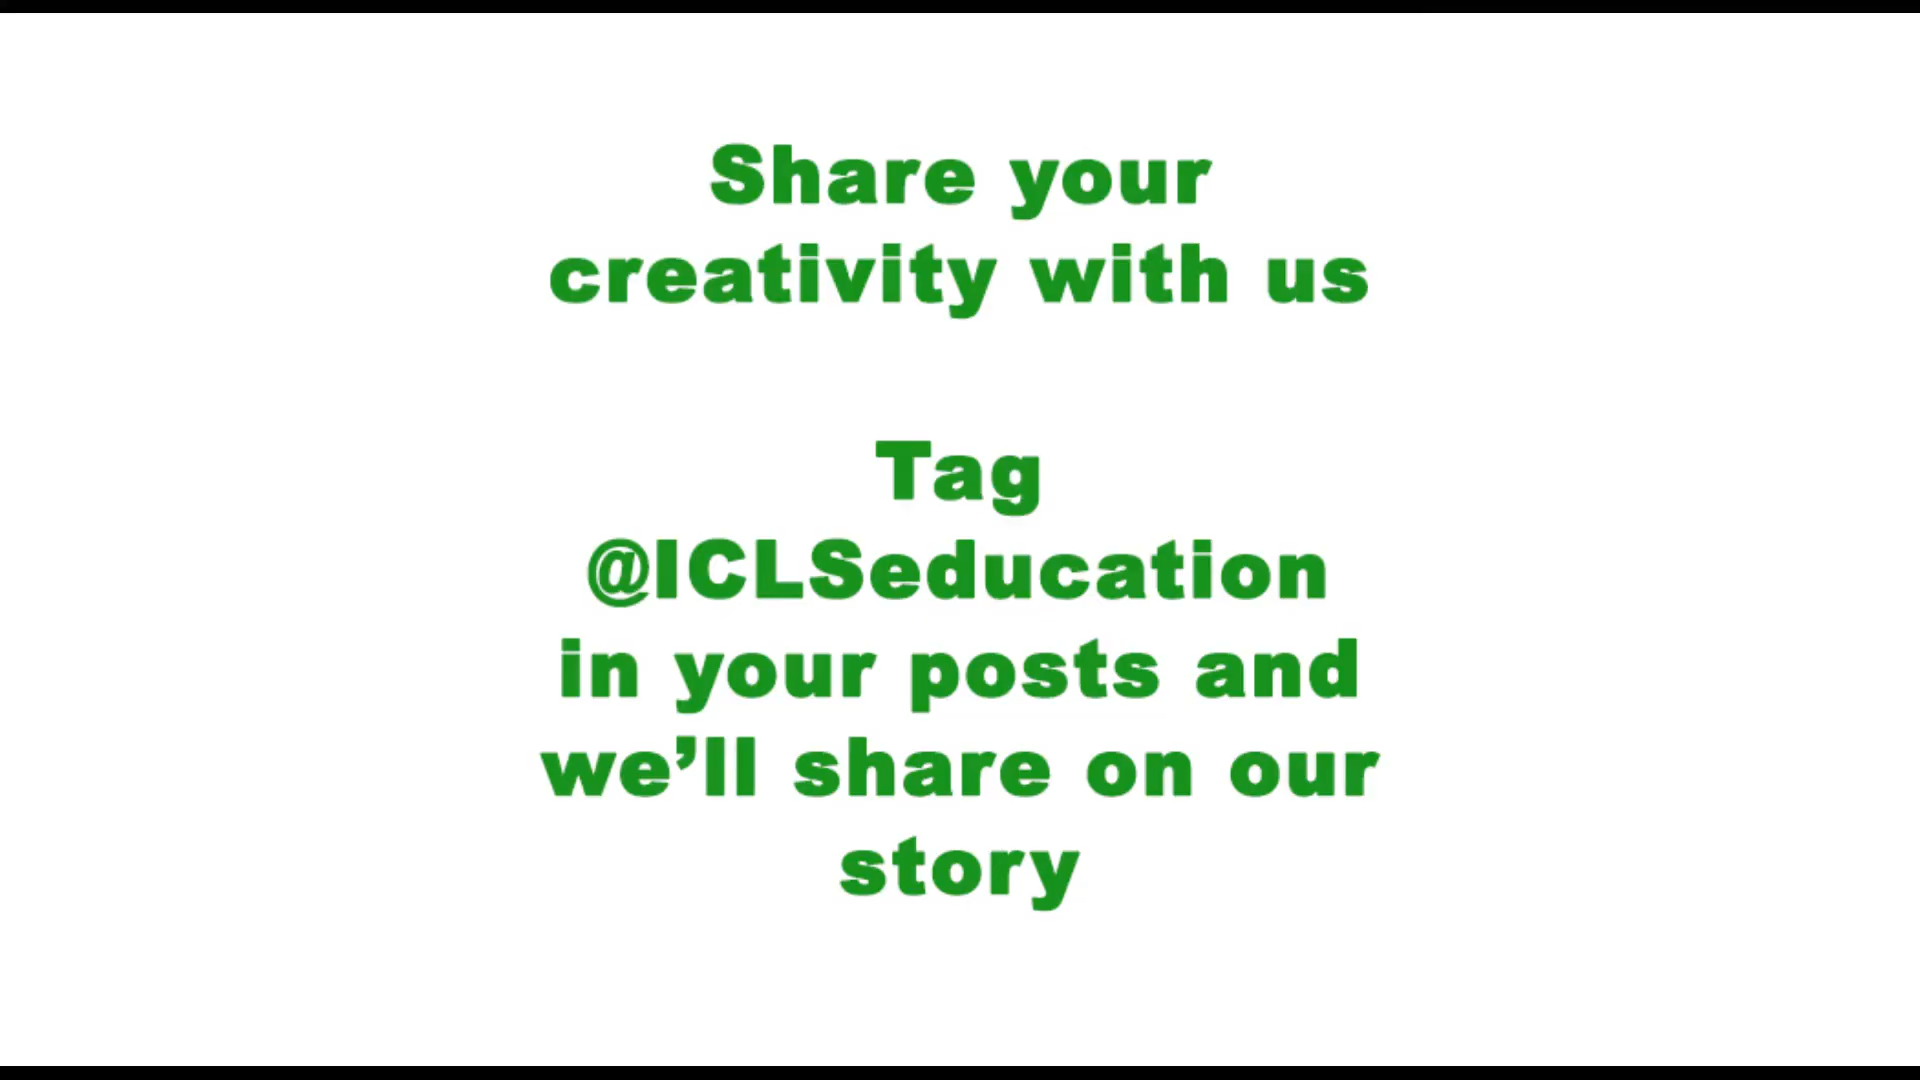 Share your
creativity with us
Tag
@ICLSeducation
in your posts and
we’ll share on our
story